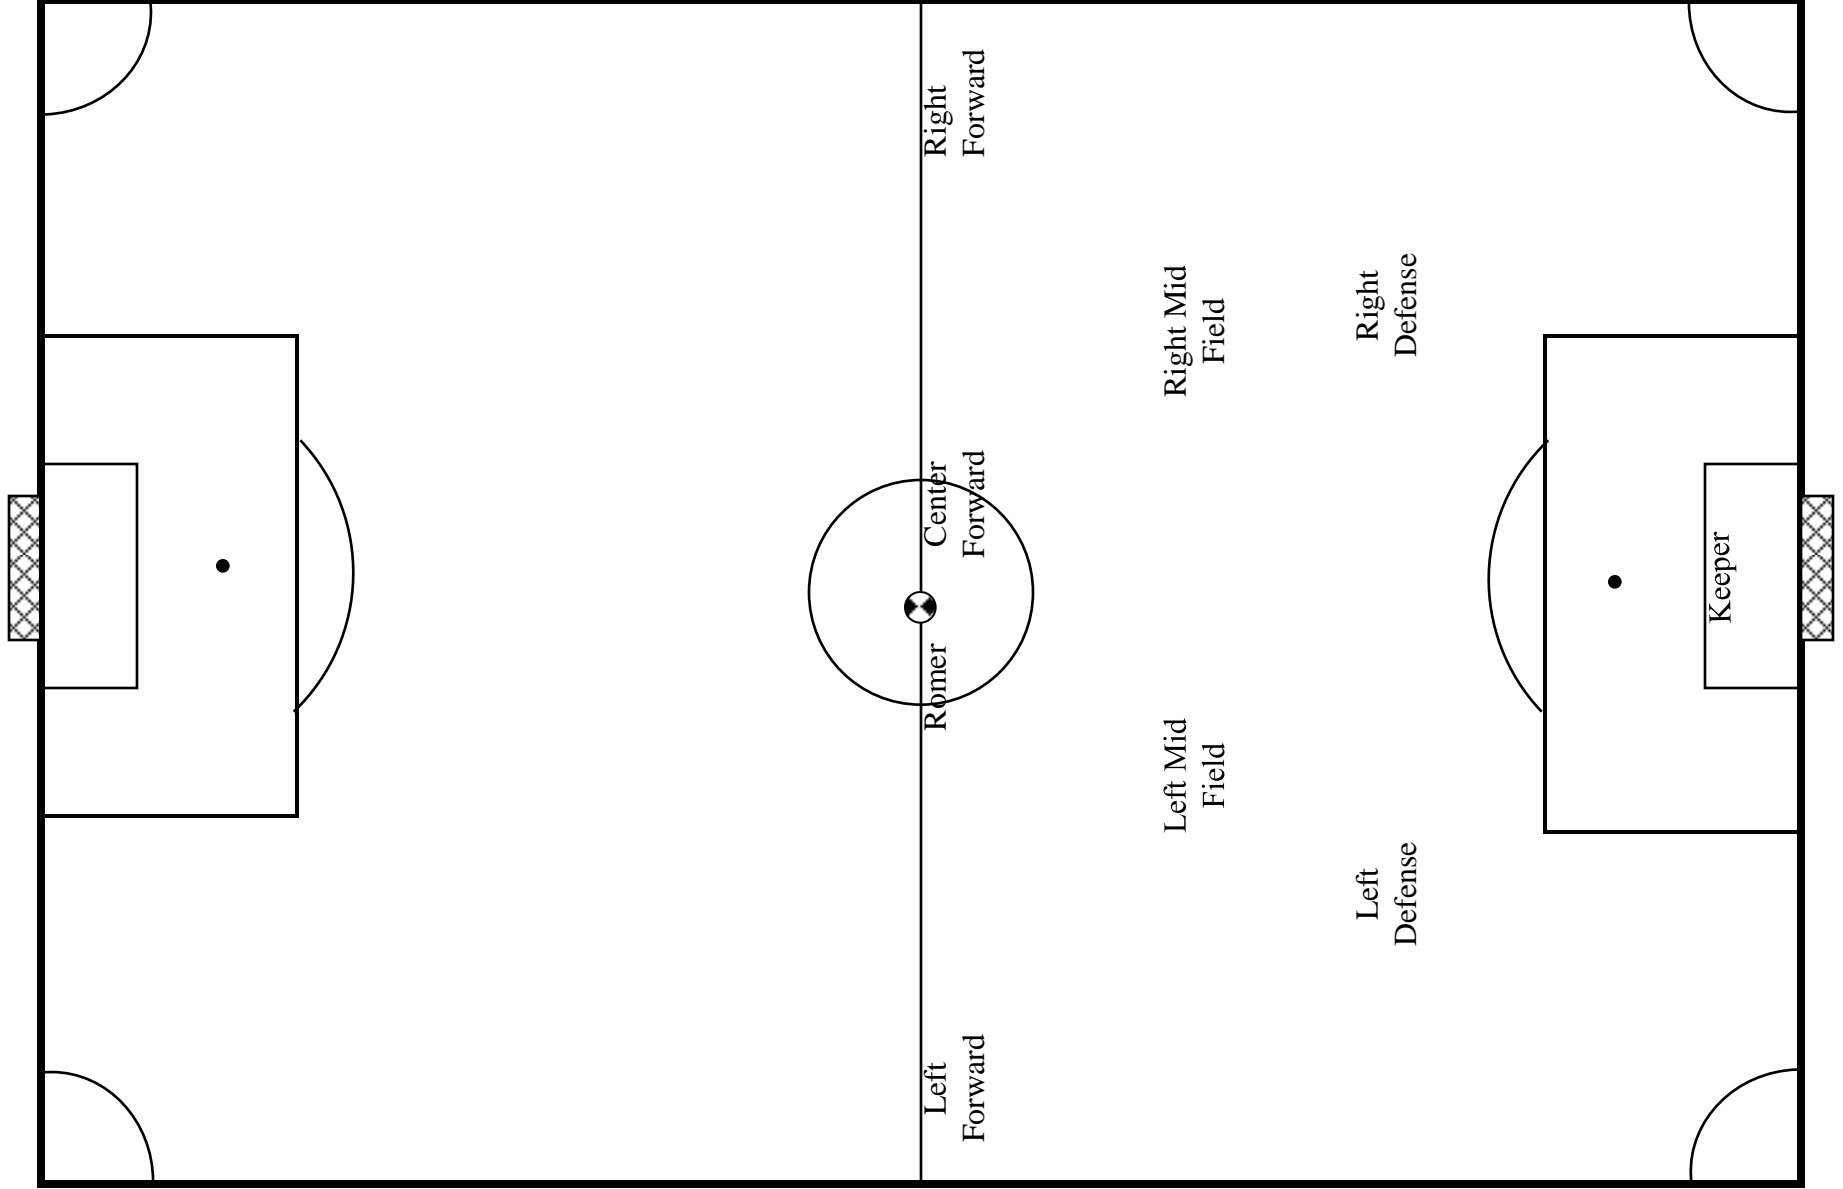 Right
Forward
Center
Forward
Romer
Left
Forward
Right Mid
Field
Left Mid
Field
Right
Defense
Left
Defense
Keeper